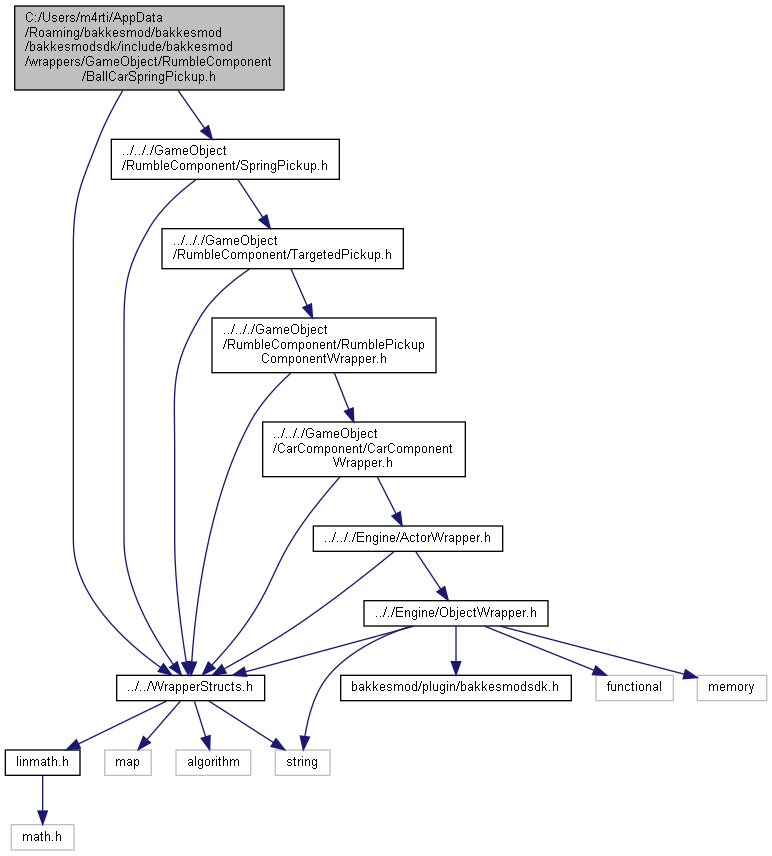 C:/Users/m4rti/AppData
/Roaming/bakkesmod/bakkesmod
/bakkesmodsdk/include/bakkesmod
/wrappers/GameObject/RumbleComponent
/BallCarSpringPickup.h
../.././GameObject
/RumbleComponent/SpringPickup.h
../.././GameObject
/RumbleComponent/TargetedPickup.h
../.././GameObject
/RumbleComponent/RumblePickup
ComponentWrapper.h
../.././GameObject
/CarComponent/CarComponent
Wrapper.h
../.././Engine/ActorWrapper.h
.././Engine/ObjectWrapper.h
../../WrapperStructs.h
bakkesmod/plugin/bakkesmodsdk.h
functional
memory
linmath.h
map
algorithm
string
math.h